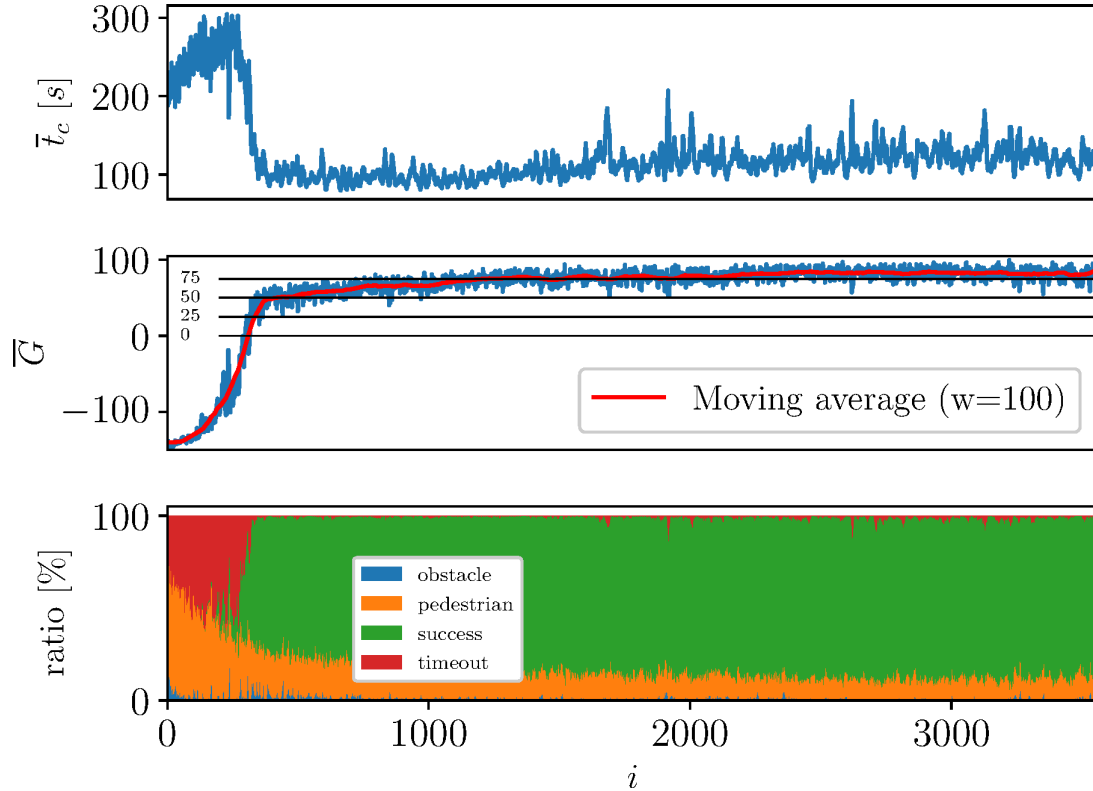 300
200
100
t̄_c [s]
100
75
50
25
0
0
−100
G̅
Moving average (w=100)
100
0
ratio [%]
obstacle
pedestrian
success
timeout
0
1000
2000
3000
i